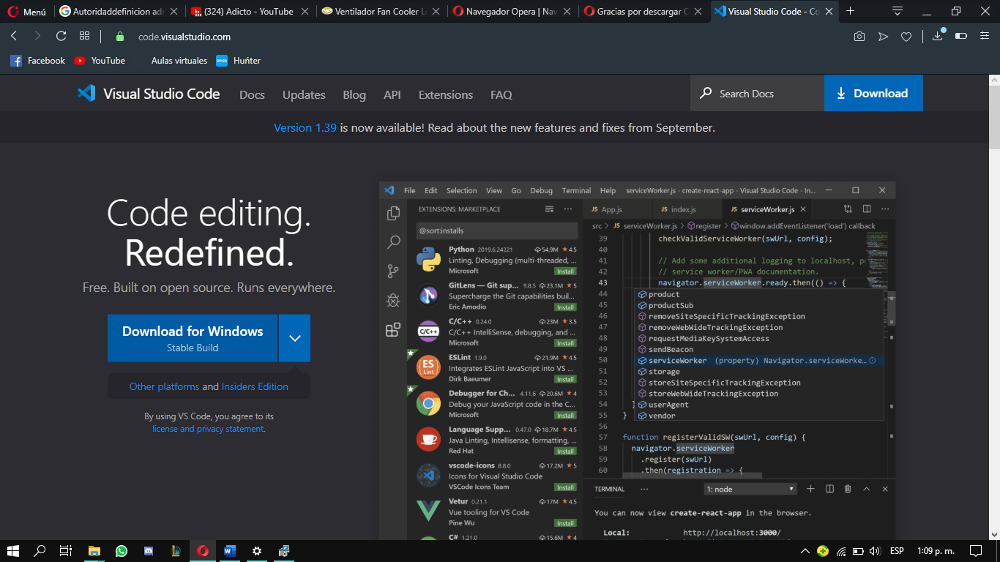 Menú
Autoridaddefinicion ad
(324) Adicto - YouTube
Ventilador Fan Cooler L
Navegador Opera | Nav
Gracias por descargar
Visual Studio Code - Co
code.visualstudio.com
Facebook YouTube Aulas virtuales Huńter
Visual Studio Code Docs Updates Blog API Extensions FAQ Search Docs Download
Version 1.39 is now available! Read about the new features and fixes from September.
Code editing.
Redefined.
Free. Built on open source. Runs everywhere.
Download for Windows
Stable Build
Other platforms and Insiders Edition
By using VS Code, you agree to its
license and privacy statement.
File Edit Selection View Go Debug Terminal Help serviceWorker.js - create-react-app - Visual Studio Code - In...
EXTENSIONS: MARKETPLACE
@sort:installs
Python 2019.6.24221 54.9M ★4.5
Linting, Debugging (multi-threaded, ...
Microsoft Install
GitLens — Git sup... 9.8.5 23.1M ★5
Supercharge the Git capabilities buil...
Eric Amodio Install
C/C++ 0.24.0 23M ★3.5
C/C++ IntelliSense, debugging, and ...
Microsoft Install
ESLint 1.9.0 21.9M ★4.5
Integrates ESLint JavaScript into VS ...
Dirk Baeumer Install
Debugger for Ch... 4.11.6 20.6M ★4
Debug your JavaScript code in the C...
Microsoft Install
Language Supp... 0.47.0 18.7M ★4.5
Java Linting, Intellisense, formatting, ...
Red Hat Install
vscode-icons 8.8.0 17.2M ★5
Icons for Visual Studio Code
VSCode Icons Team Install
Vetur 0.21.1 17M ★4.5
Vue tooling for VS Code
Pine Wu Install
C# 1.21.0 15.6M ★4
JS App.js JS index.js JS serviceWorker.js
src > JS serviceWorker.js > register > window.addEventListener('load') callback
39 checkValidServiceWorker(swUrl, config);
40
41 // Add some additional logging to localhost, p
42 // service worker/PWA documentation.
43 navigator.serviceWorker.ready.then(() => {
44 product
45 productSub
46 removeSiteSpecificTrackingException
47 removeWebWideTrackingException
48 requestMediaKeySystemAccess
49 sendBeacon
50 serviceWorker (property) Navigator.serviceWorke...
51 storage
52 storeSiteSpecificTrackingException
53 storeWebWideTrackingException
54 } userAgent
55 } vendor
56
57 function registerValidSW(swUrl, config) {
58 navigator.serviceWorker
59 .register(swUrl)
60 .then(registration => {
TERMINAL ... 1: node
You can now view create-react-app in the browser.
Local: http://localhost:3000/
ESP 1:09 p. m.